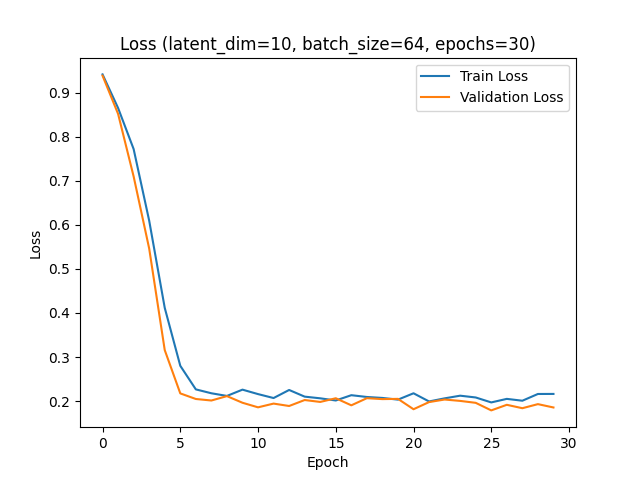 Loss (latent_dim=10, batch_size=64, epochs=30)
Train Loss
Validation Loss
0.9
0.8
0.7
0.6
0.5
0.4
0.3
0.2
Loss
0 5 10 15 20 25 30
Epoch